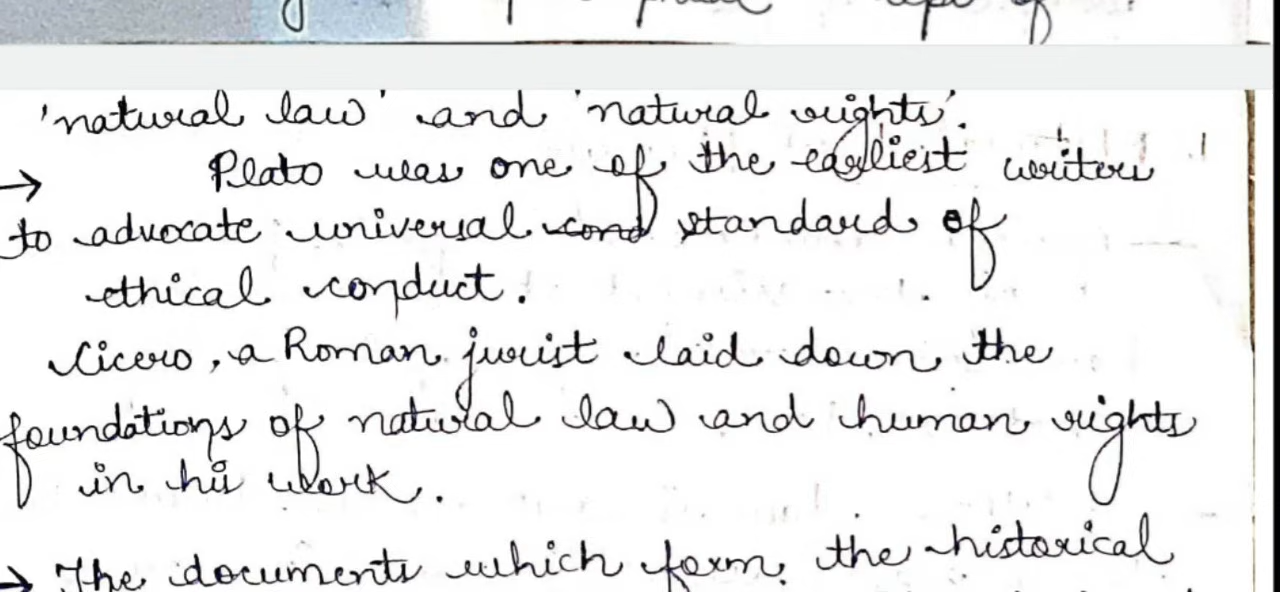 'natural law' and 'natural rights'.
→ Plato was one of the earliest writers
to advocate universal cond standard of
ethical conduct.
Cicero, a Roman jurist laid down the
foundations of natural law and human rights
in his work.
→ The documents which form the historical